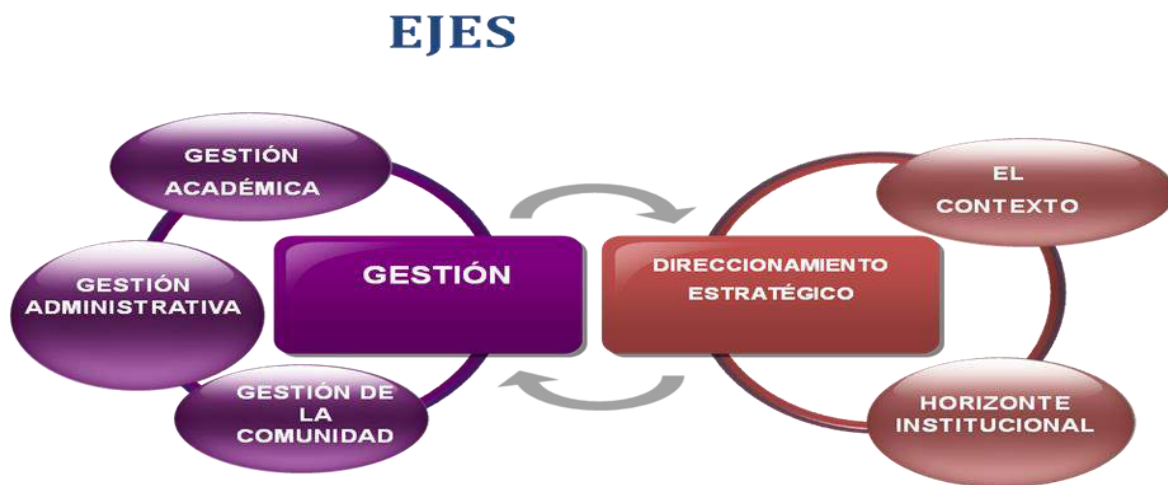 EJES
GESTIÓN
ACADÉMICA
GESTIÓN
ADMINISTRATIVA
GESTIÓN DE
LA
COMUNIDAD
GESTIÓN
DIRECCIONAMIENTO
ESTRATÉGICO
EL
CONTEXTO
HORIZONTE
INSTITUCIONAL